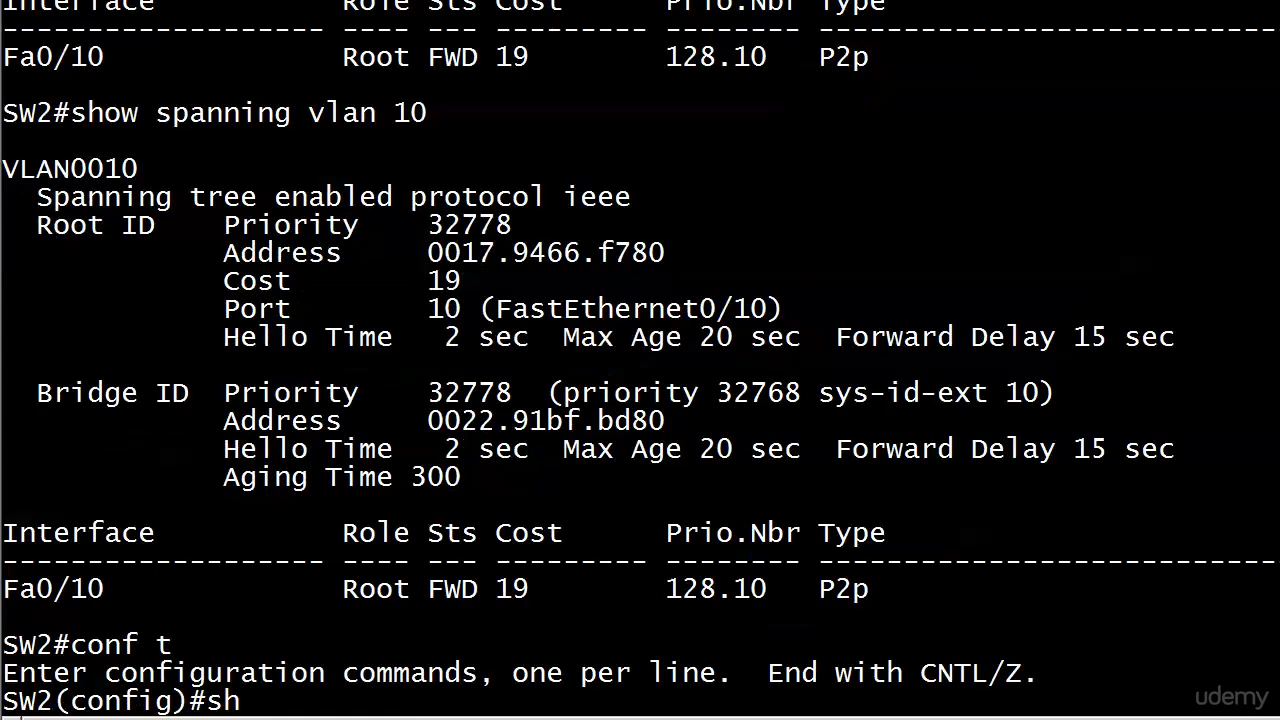 Interface                    Role Sts Cost      Prio.Nbr Type
------------------- ---- --- --------- -------- ---------------------------
Fa0/10              Root FWD 19        128.10   P2p
SW2#show spanning vlan 10
VLAN0010
  Spanning tree enabled protocol ieee
  Root ID    Priority    32778
             Address     0017.9466.f780
             Cost        19
             Port        10 (FastEthernet0/10)
             Hello Time   2 sec  Max Age 20 sec  Forward Delay 15 sec
  Bridge ID  Priority    32778  (priority 32768 sys-id-ext 10)
             Address     0022.91bf.bd80
             Hello Time   2 sec  Max Age 20 sec  Forward Delay 15 sec
             Aging Time 300
Interface           Role Sts Cost      Prio.Nbr Type
------------------- ---- --- --------- -------- ---------------------------
Fa0/10              Root FWD 19        128.10   P2p
SW2#conf t
Enter configuration commands, one per line.  End with CNTL/Z.
SW2(config)#sh
udemy